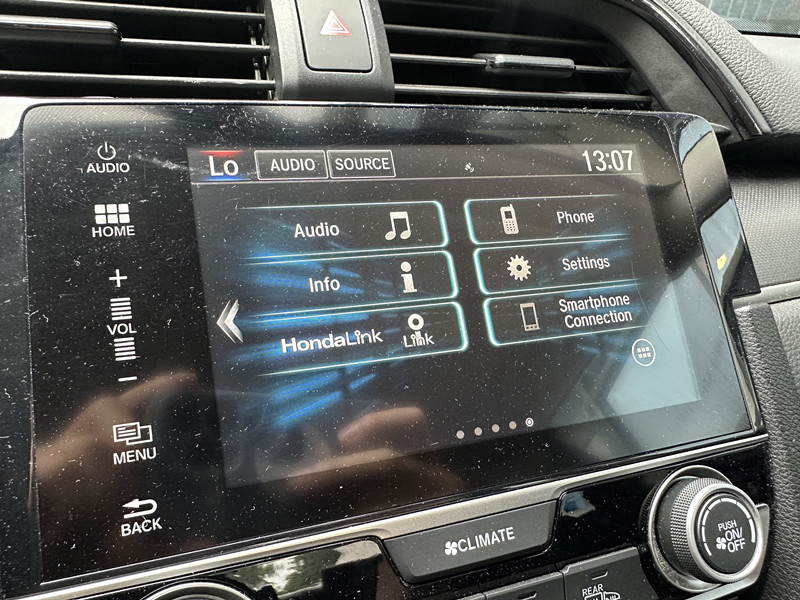 AUDIO
HOME
+
VOL
–
MENU
BACK
Lo AUDIO SOURCE 13:07
Audio
Phone
Info
Settings
HondaLink Link
Smartphone
Connection
CLIMATE
PUSH
ON/
OFF
REAR